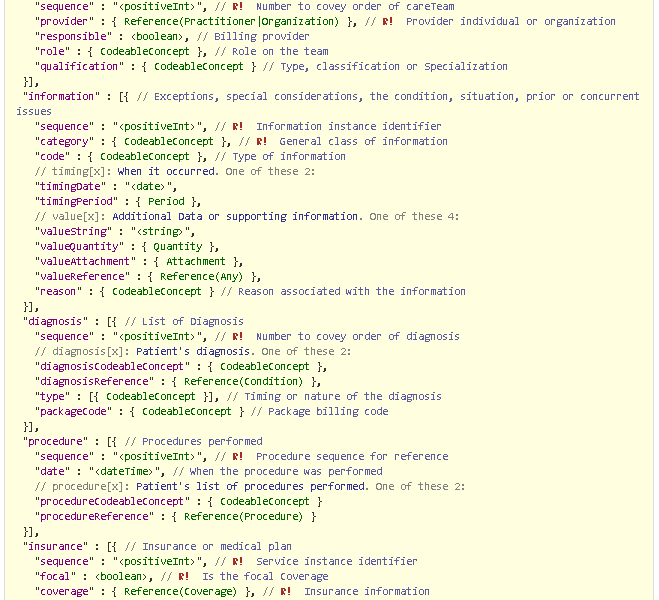 "sequence" : "<positiveInt>", // R!  Number to covey order of careTeam
"provider" : { Reference(Practitioner|Organization) }, // R!  Provider individual or organization
"responsible" : <boolean>, // Billing provider
"role" : { CodeableConcept }, // Role on the team
"qualification" : { CodeableConcept } // Type, classification or Specialization
}],
"information" : [{ // Exceptions, special considerations, the condition, situation, prior or concurrent
issues
"sequence" : "<positiveInt>", // R!  Information instance identifier
"category" : { CodeableConcept }, // R!  General class of information
"code" : { CodeableConcept }, // Type of information
// timing[x]: When it occurred. One of these 2:
"timingDate" : "<date>",
"timingPeriod" : { Period },
// value[x]: Additional Data or supporting information. One of these 4:
"valueString" : "<string>",
"valueQuantity" : { Quantity },
"valueAttachment" : { Attachment },
"valueReference" : { Reference(Any) },
"reason" : { CodeableConcept } // Reason associated with the information
}],
"diagnosis" : [{ // List of Diagnosis
"sequence" : "<positiveInt>", // R!  Number to covey order of diagnosis
// diagnosis[x]: Patient's diagnosis. One of these 2:
"diagnosisCodeableConcept" : { CodeableConcept },
"diagnosisReference" : { Reference(Condition) },
"type" : [{ CodeableConcept }], // Timing or nature of the diagnosis
"packageCode" : { CodeableConcept } // Package billing code
}],
"procedure" : [{ // Procedures performed
"sequence" : "<positiveInt>", // R!  Procedure sequence for reference
"date" : "<dateTime>", // When the procedure was performed
// procedure[x]: Patient's list of procedures performed. One of these 2:
"procedureCodeableConcept" : { CodeableConcept }
"procedureReference" : { Reference(Procedure) }
}],
"insurance" : [{ // Insurance or medical plan
"sequence" : "<positiveInt>", // R!  Service instance identifier
"focal" : <boolean>, // R!  Is the focal Coverage
"coverage" : { Reference(Coverage) }, // R!  Insurance information